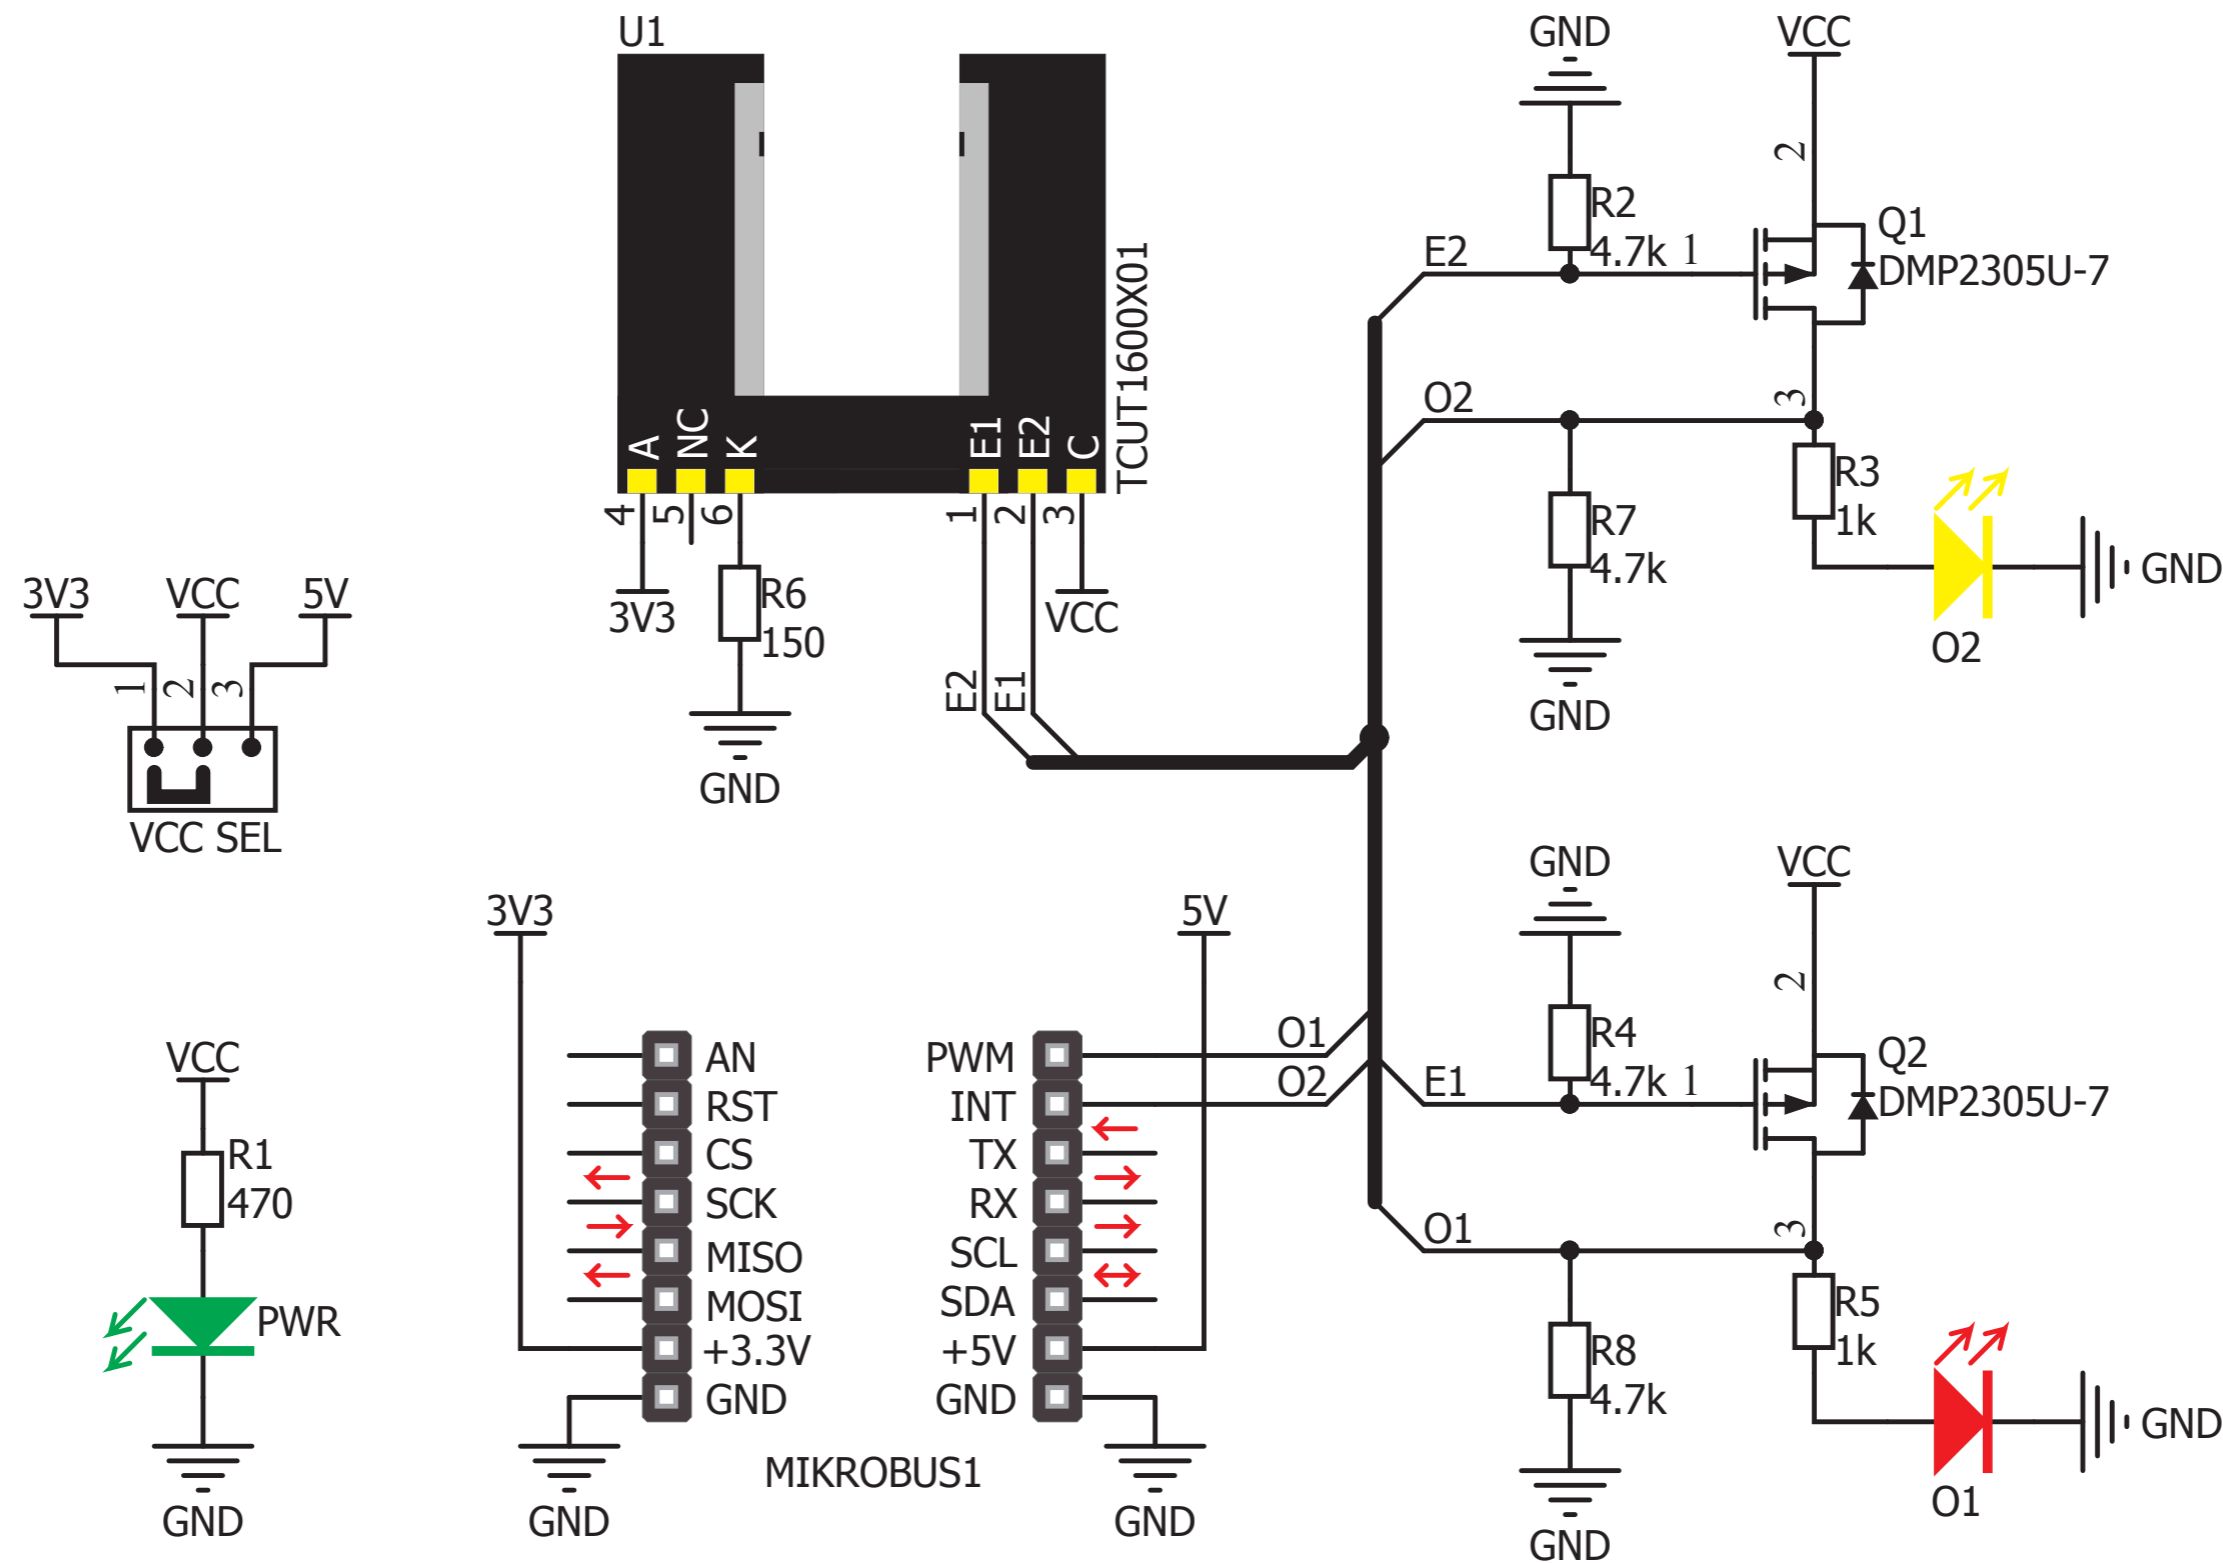 U1
A
NC
K
E1
E2
C
TCUT1600X01
4
5
6
1
2
3
3V3
R6
150
GND
VCC
E2
E1
3V3
VCC
5V
1
2
3
VCC SEL
VCC
R1
470
PWR
GND
3V3
5V
AN
RST
CS
SCK
MISO
MOSI
+3.3V
GND
PWM
INT
TX
RX
SCL
SDA
+5V
GND
O1
O2
GND
MIKROBUS1
GND
GND
VCC
2
R2
4.7k
1
E2
Q1
DMP2305U-7
O2
3
R3
1k
R7
4.7k
GND
O2
GND
GND
VCC
2
R4
4.7k
1
E1
Q2
DMP2305U-7
O1
3
R5
1k
R8
4.7k
GND
O1
GND